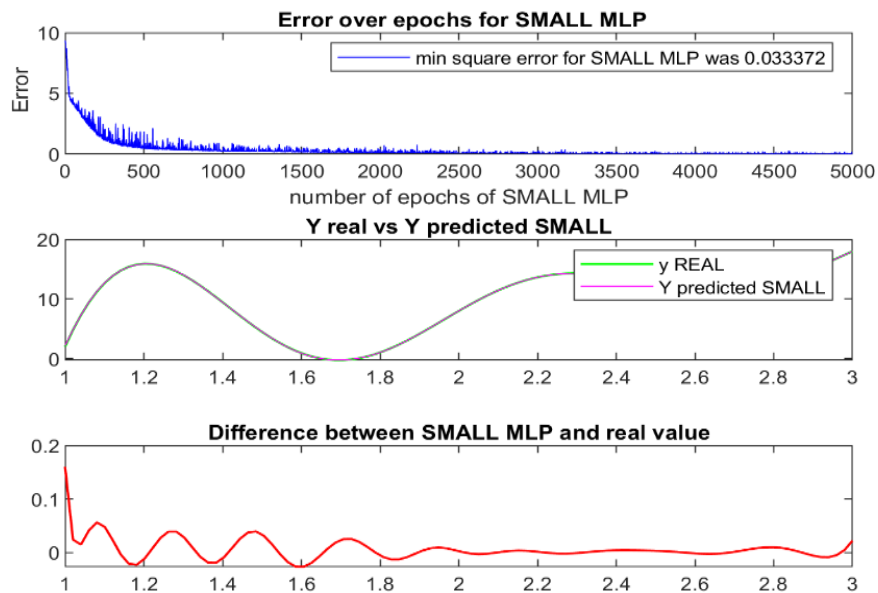 Error over epochs for SMALL MLP
10
5
0
Error
min square error for SMALL MLP was 0.033372
0 500 1000 1500 2000 2500 3000 3500 4000 4500 5000
number of epochs of SMALL MLP
Y real vs Y predicted SMALL
20
10
0
y REAL
Y predicted SMALL
1 1.2 1.4 1.6 1.8 2 2.2 2.4 2.6 2.8 3
Difference between SMALL MLP and real value
0.2
0.1
0
1 1.2 1.4 1.6 1.8 2 2.2 2.4 2.6 2.8 3